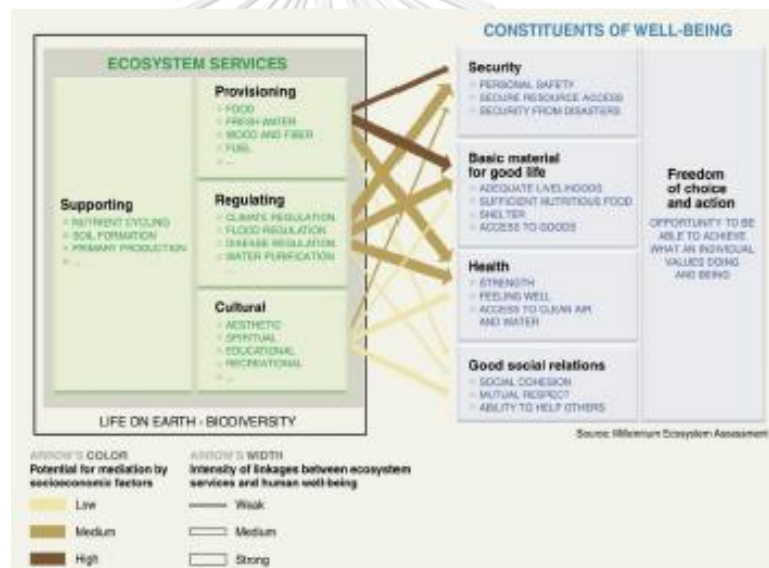 CONSTITUENTS OF WELL-BEING
ECOSYSTEM SERVICES
Supporting
NUTRIENT CYCLING
SOIL FORMATION
PRIMARY PRODUCTION
...
Provisioning
FOOD
FRESH WATER
WOOD AND FIBER
FUEL
...
Regulating
CLIMATE REGULATION
FLOOD REGULATION
DISEASE REGULATION
WATER PURIFICATION
...
Cultural
AESTHETIC
SPIRITUAL
EDUCATIONAL
RECREATIONAL
...
LIFE ON EARTH - BIODIVERSITY
Security
PERSONAL SAFETY
SECURE RESOURCE ACCESS
SECURITY FROM DISASTERS
Basic material
for good life
ADEQUATE LIVELIHOODS
SUFFICIENT NUTRITIOUS FOOD
SHELTER
ACCESS TO GOODS
Health
STRENGTH
FEELING WELL
ACCESS TO CLEAN AIR
AND WATER
Good social relations
SOCIAL COHESION
MUTUAL RESPECT
ABILITY TO HELP OTHERS
Freedom
of choice
and action
OPPORTUNITY TO BE
ABLE TO ACHIEVE
WHAT AN INDIVIDUAL
VALUES DOING
AND BEING
Source: Millennium Ecosystem Assessment
ARROW'S COLOR
Potential for mediation by
socioeconomic factors
Low
Medium
High
ARROW'S WIDTH
Intensity of linkages between ecosystem
services and human well-being
Weak
Medium
Strong